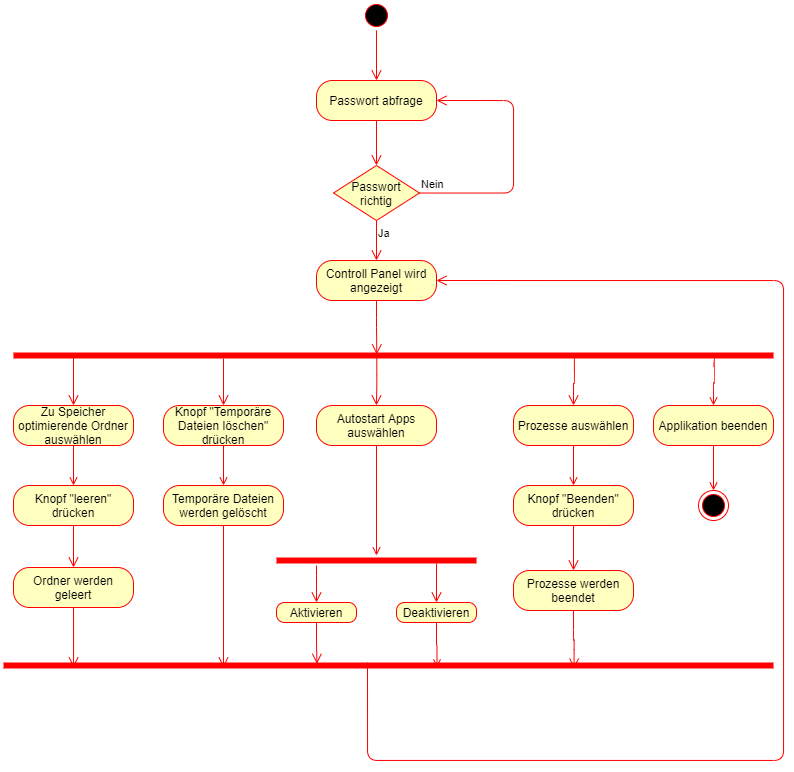 Passwort abfrage
Passwort
richtig
Nein
Ja
Controll Panel wird
angezeigt
Zu Speicher
optimierende Ordner
auswählen
Knopf "Temporäre
Dateien löschen"
drücken
Autostart Apps
auswählen
Prozesse auswählen
Applikation beenden
Knopf "leeren"
drücken
Temporäre Dateien
werden gelöscht
Knopf "Beenden"
drücken
Ordner werden
geleert
Prozesse werden
beendet
Aktivieren
Deaktivieren